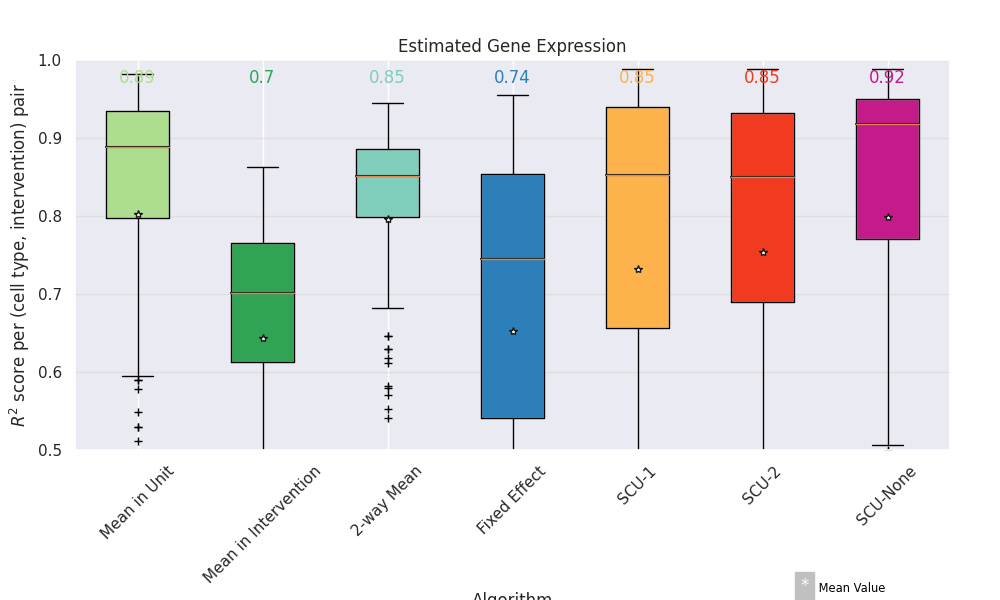 Estimated Gene Expression
1.0
0.9
0.8
0.7
0.6
0.5
R² score per (cell type, intervention) pair
0.89
0.7
0.85
0.74
0.85
0.85
0.92
Mean in Unit
Mean in Intervention
2-way Mean
Fixed Effect
SCU-1
SCU-2
SCU-None
Algorithm
* Mean Value